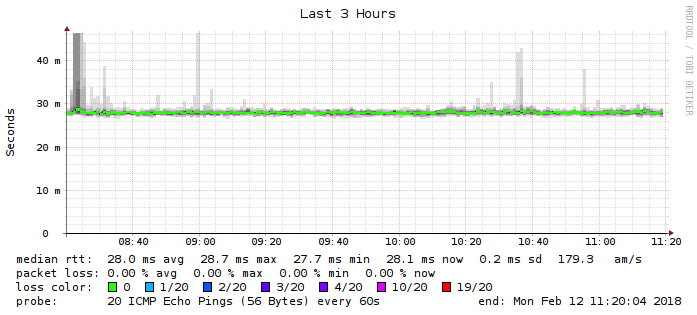 Last 3 Hours
RRDTOOL / TOBI OETIKER
Seconds
40 m
30 m
20 m
10 m
0
08:40 09:00 09:20 09:40 10:00 10:20 10:40 11:00 11:20
median rtt: 28.0 ms avg 28.7 ms max 27.7 ms min 28.1 ms now 0.2 ms sd 179.3 am/s
packet loss: 0.00 % avg 0.00 % max 0.00 % min 0.00 % now
loss color: 0 1/20 2/20 3/20 4/20 10/20 19/20
probe: 20 ICMP Echo Pings (56 Bytes) every 60s end: Mon Feb 12 11:20:04 2018